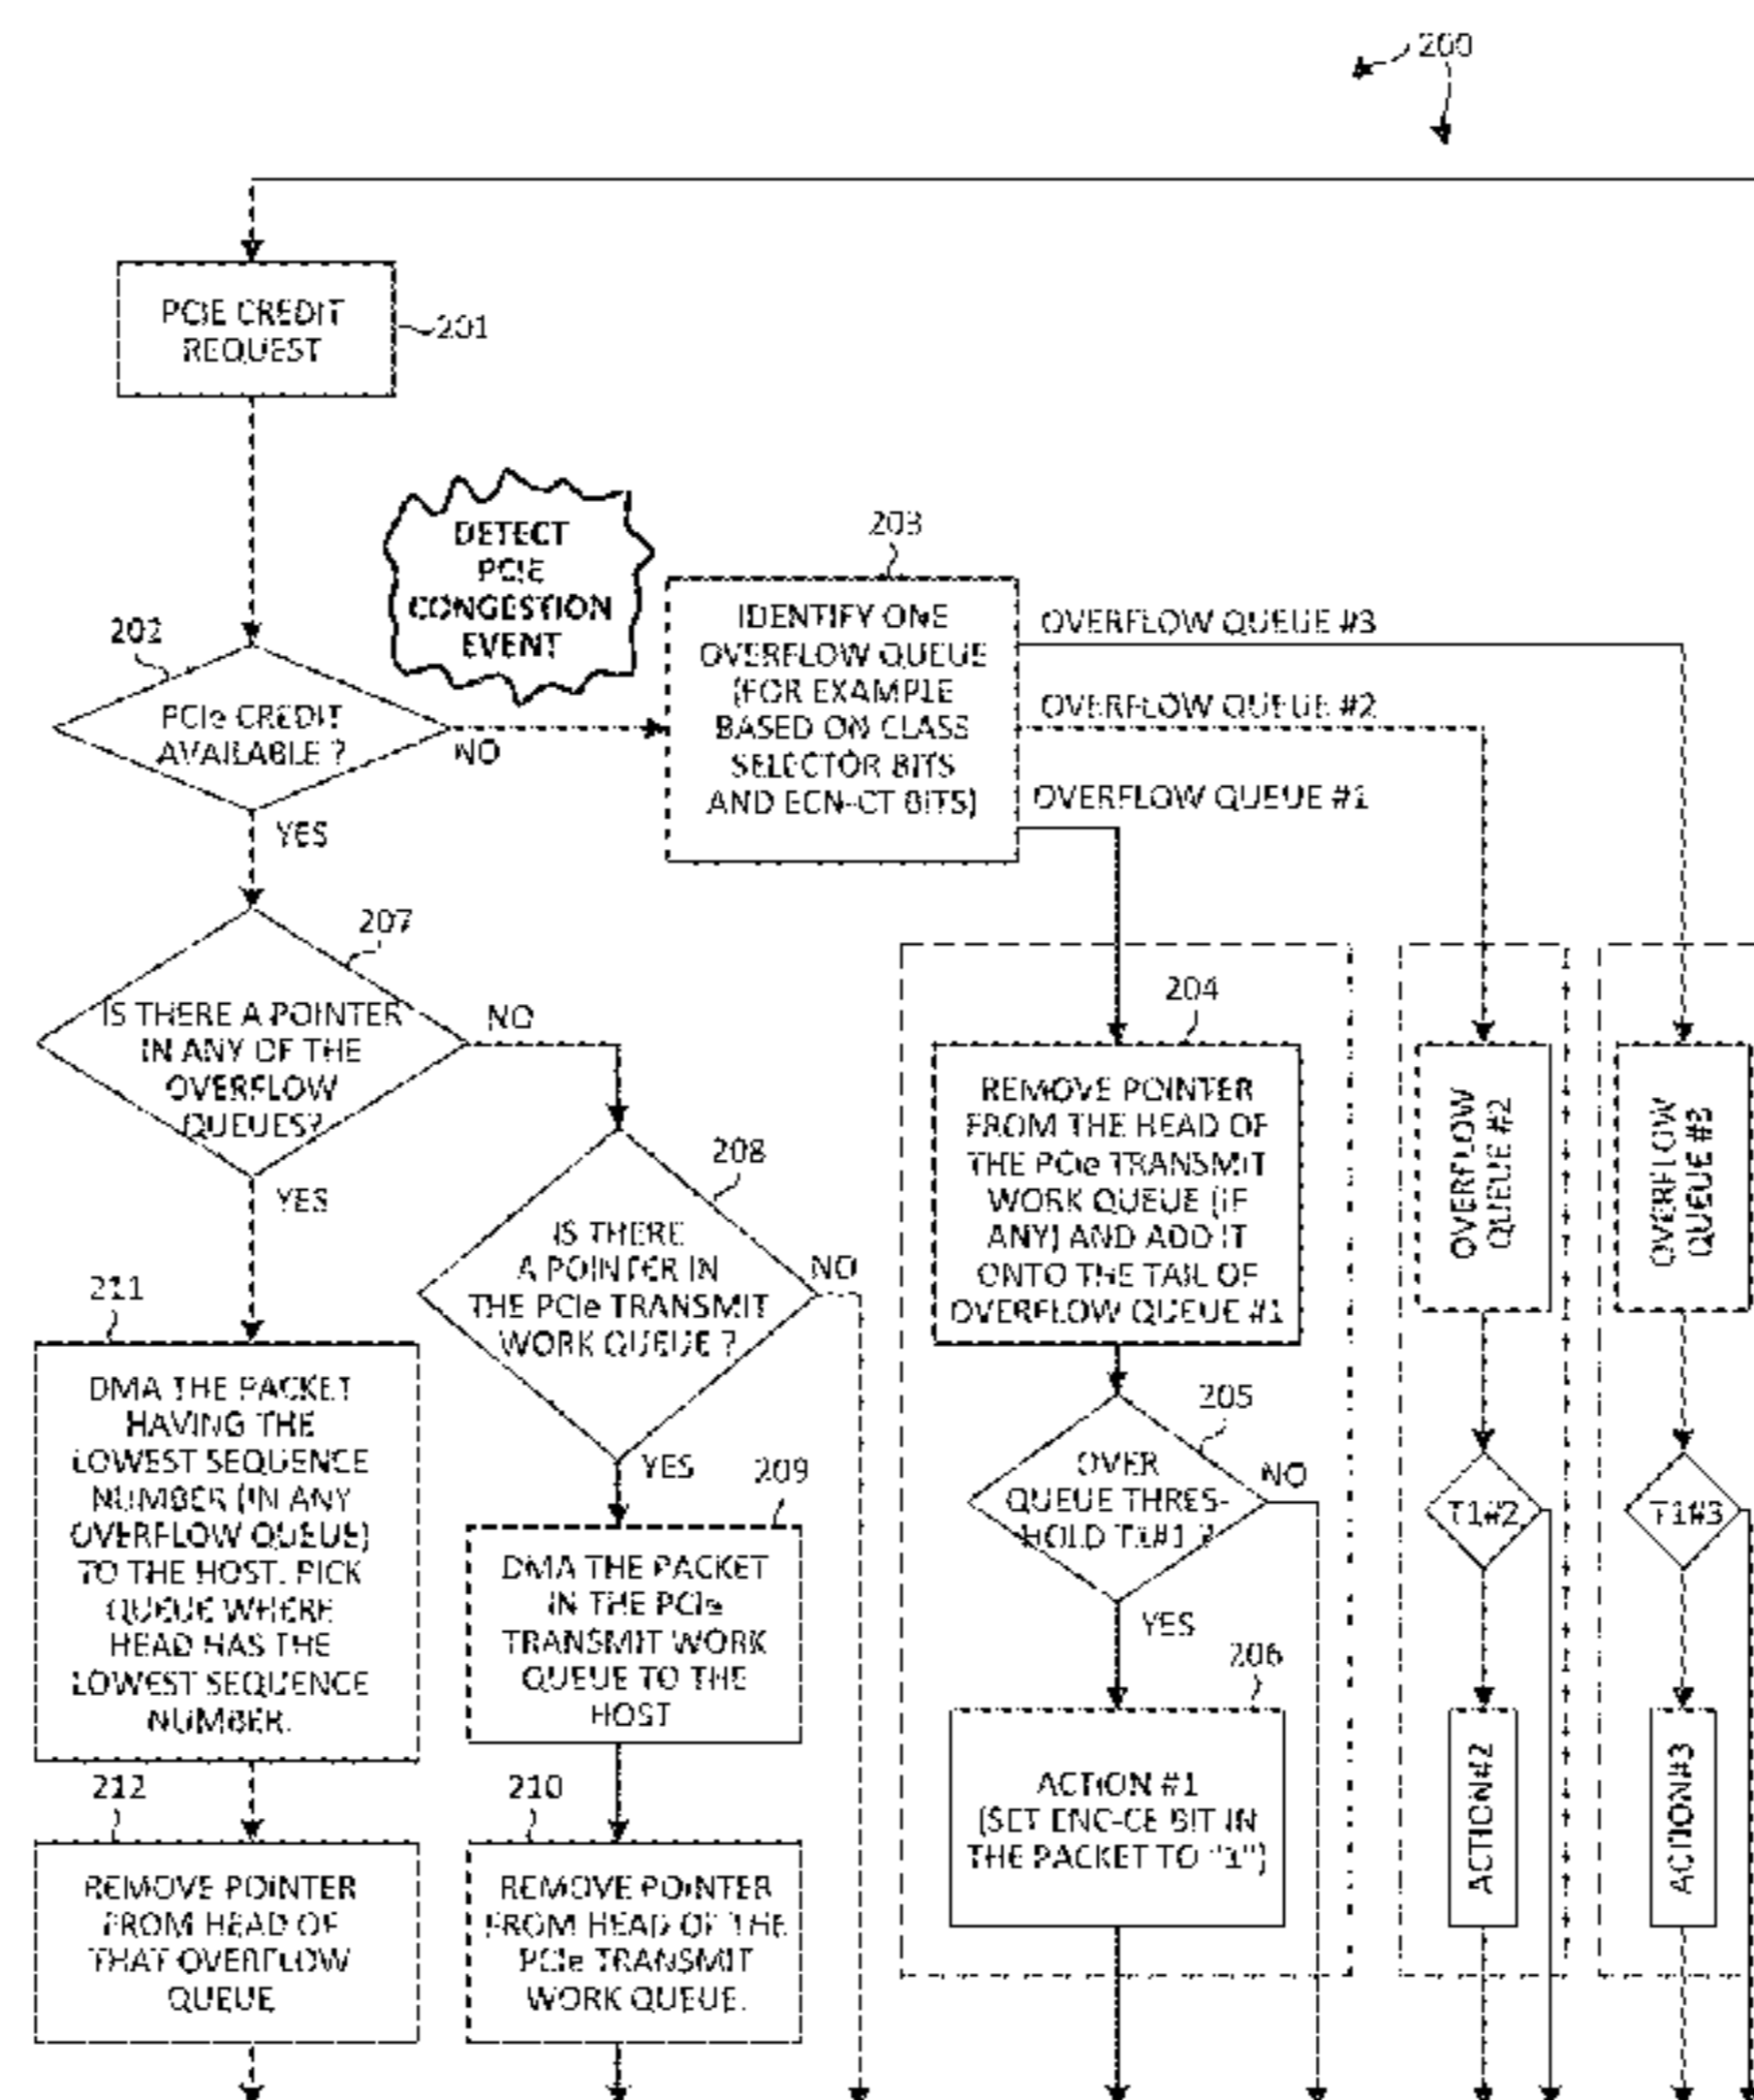 200
PCIE CREDIT
REQUEST
201
DETECT
PCIE
CONGESTION
EVENT
202
PCIe CREDIT
AVAILABLE ?
NO
YES
203
IDENTIFY ONE
OVERFLOW QUEUE
(FOR EXAMPLE
BASED ON CLASS
SELECTOR BITS
AND ECN-CT BITS)
OVERFLOW QUEUE #3
OVERFLOW QUEUE #2
OVERFLOW QUEUE #1
207
IS THERE A POINTER
IN ANY OF THE
OVERFLOW
QUEUES?
NO
YES
208
IS THERE
A POINTER IN
THE PCIe TRANSMIT
WORK QUEUE ?
NO
YES
204
REMOVE POINTER
FROM THE HEAD OF
THE PCIe TRANSMIT
WORK QUEUE (IF
ANY) AND ADD IT
ONTO THE TAIL OF
OVERFLOW QUEUE #1
OVERFLOW
QUEUE #2
OVERFLOW
QUEUE #3
205
OVER
QUEUE THRES-
HOLD T1#1 ?
NO
YES
T1#2
T1#3
211
DMA THE PACKET
HAVING THE
LOWEST SEQUENCE
NUMBER (IN ANY
OVERFLOW QUEUE)
TO THE HOST. PICK
QUEUE WHERE
HEAD HAS THE
LOWEST SEQUENCE
NUMBER.
209
DMA THE PACKET
IN THE PCIe
TRANSMIT WORK
QUEUE TO THE
HOST
206
ACTION #1
(SET ENC-CE BIT IN
THE PACKET TO "1")
ACTION#2
ACTION#3
212
REMOVE POINTER
FROM HEAD OF
THAT OVERFLOW
QUEUE
210
REMOVE POINTER
FROM HEAD OF THE
PCIe TRANSMIT
WORK QUEUE.